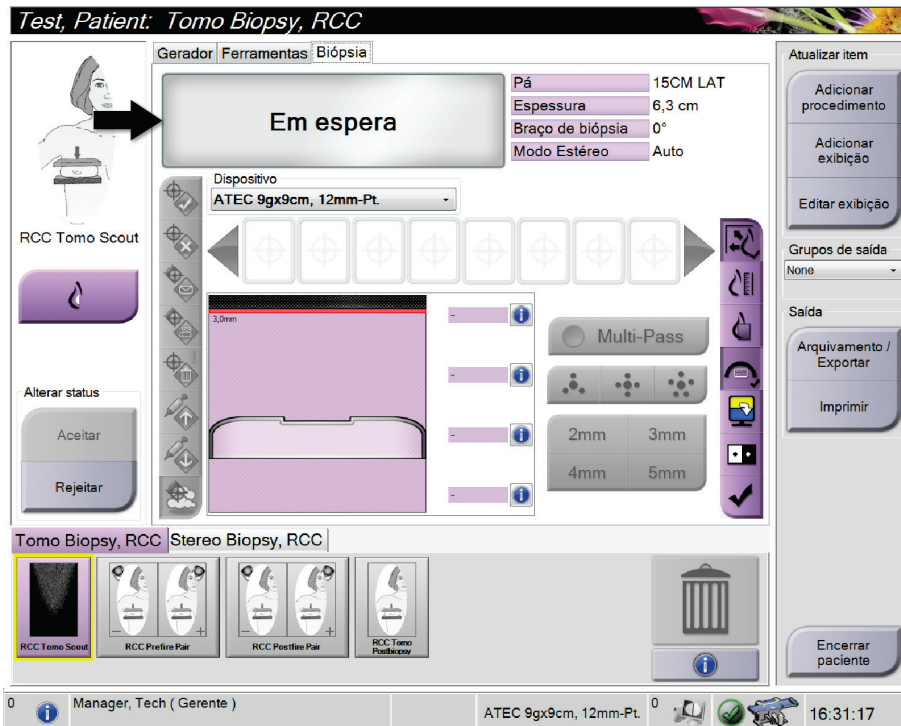 Test, Patient: Tomo Biopsy, RCC
Gerador Ferramentas Biópsia
Em espera
Pá 15CM LAT
Espessura 6,3 cm
Braço de biópsia 0°
Modo Estéreo Auto
Dispositivo
ATEC 9gx9cm, 12mm-Pt.
RCC Tomo Scout
3,0mm
-
-
-
-
Multi-Pass
2mm 3mm
4mm 5mm
Alterar status
Aceitar
Rejeitar
Atualizar item
Adicionar
procedimento
Adicionar
exibição
Editar exibição
Grupos de saída
None
Saída
Arquivamento /
Exportar
Imprimir
Tomo Biopsy, RCC Stereo Biopsy, RCC
RCC Tomo Scout
RCC Prefire Pair
RCC Postfire Pair
RCC Tomo
Postbiopsy
Encerrar
paciente
0 Manager, Tech ( Gerente ) ATEC 9gx9cm, 12mm-Pt. 0 16:31:17